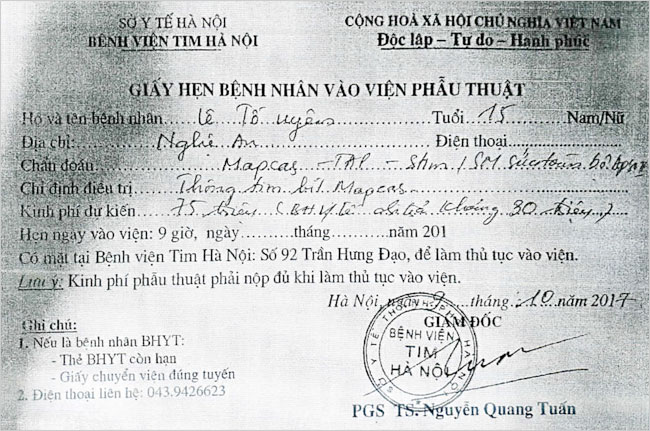 SỞ Y TẾ HÀ NỘI
BỆNH VIỆN TIM HÀ NỘI
CỘNG HOÀ XÃ HỘI CHỦ NGHĨA VIỆT NAM
Độc lập - Tự do - Hạnh phúc
GIẤY HẸN BỆNH NHÂN VÀO VIỆN PHẪU THUẬT
Họ và tên bệnh nhân Lê Tố Uyên Tuổi 15 Nam/Nữ
Địa chỉ: Nghệ An Điện thoại
Chẩn đoán: Mapcas - TAP -
Chỉ định điều trị Thông tim bít Mapcas
Kinh phí dự kiến 75 triệu (BHYtế chi trả khoảng 30 triệu)
Hẹn ngày vào viện: 9 giờ, ngày...............tháng...............năm 201
Có mặt tại Bệnh viện Tim Hà Nội: Số 92 Trần Hưng Đạo, để làm thủ tục vào viện.
Lưu ý: Kinh phí phẫu thuật phải nộp đủ khi làm thủ tục vào viện.
Hà Nội, ngày 9 tháng 10 năm 2017
GIÁM ĐỐC
Ghi chú:
1. Nếu là bệnh nhân BHYT:
- Thẻ BHYT còn hạn
- Giấy chuyển viện đúng tuyến
2. Điện thoại liên hệ: 043.9426623
BỆNH VIỆN
TIM
HÀ NỘI
PGS TS. Nguyễn Quang Tuấn